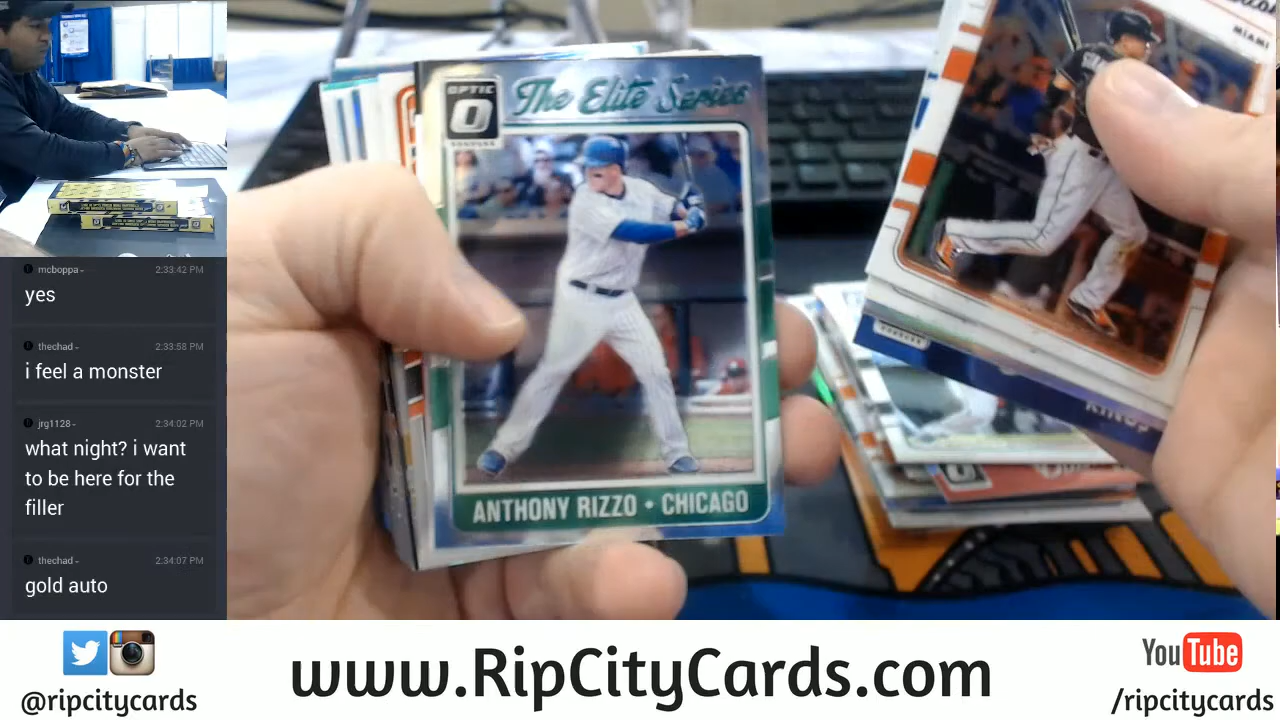 mcboppa- 2:33:42 PM
yes
thechad- 2:33:58 PM
i feel a monster
jrg1128- 2:34:02 PM
what night? i want
to be here for the
filler
thechad- 2:34:07 PM
gold auto
OPTIC
The Elite Series
DONRUSS
ANTHONY RIZZO • CHICAGO
MIAMI
@ripcitycards
www.RipCityCards.com
YouTube
/ripcitycards